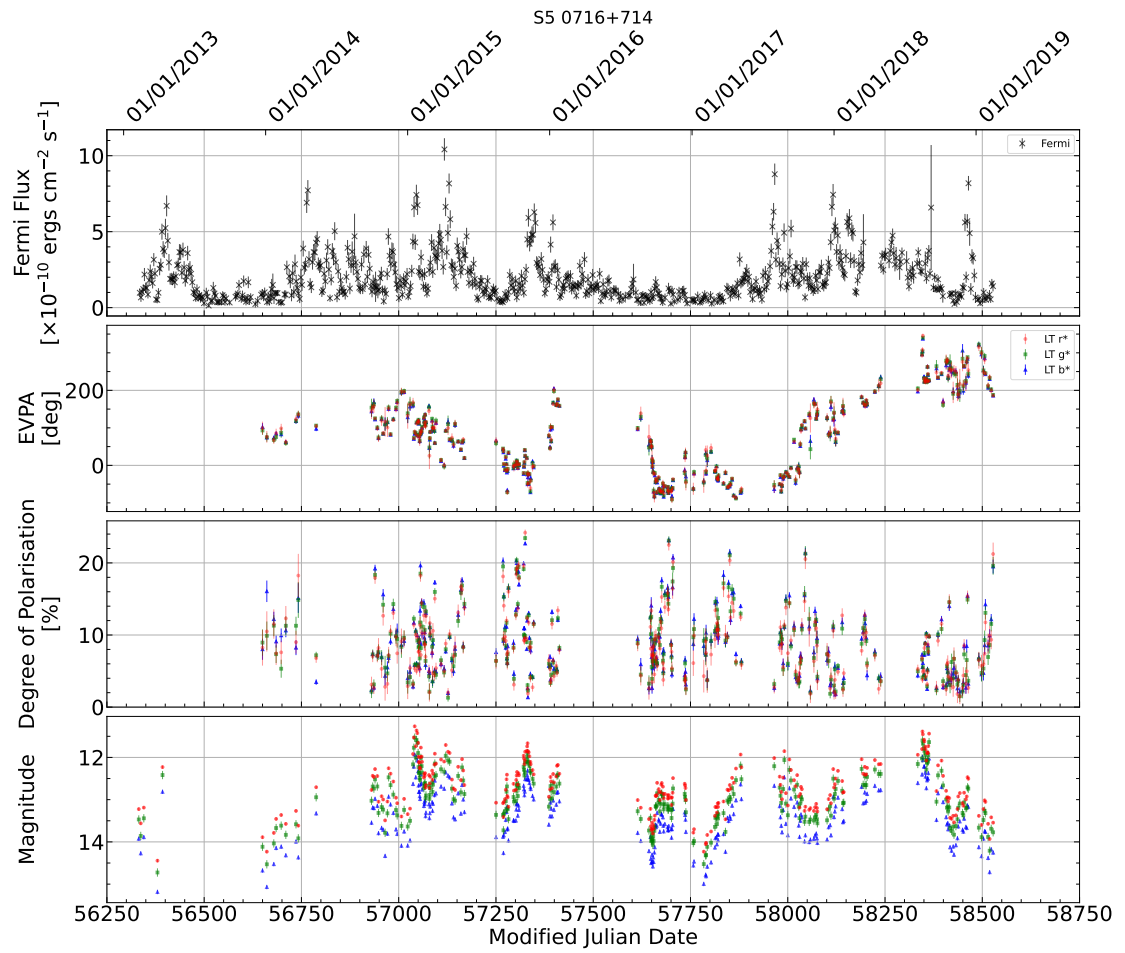 S5 0716+714
01/01/2013 01/01/2014 01/01/2015 01/01/2016 01/01/2017 01/01/2018 01/01/2019
Fermi Flux
[×10⁻¹⁰ ergs cm⁻² s⁻¹]
10
5
0
Fermi
EVPA
[deg]
200
0
LT r*
LT g*
LT b*
Degree of Polarisation
[%]
20
10
0
Magnitude
12
14
56250 56500 56750 57000 57250 57500 57750 58000 58250 58500 58750
Modified Julian Date